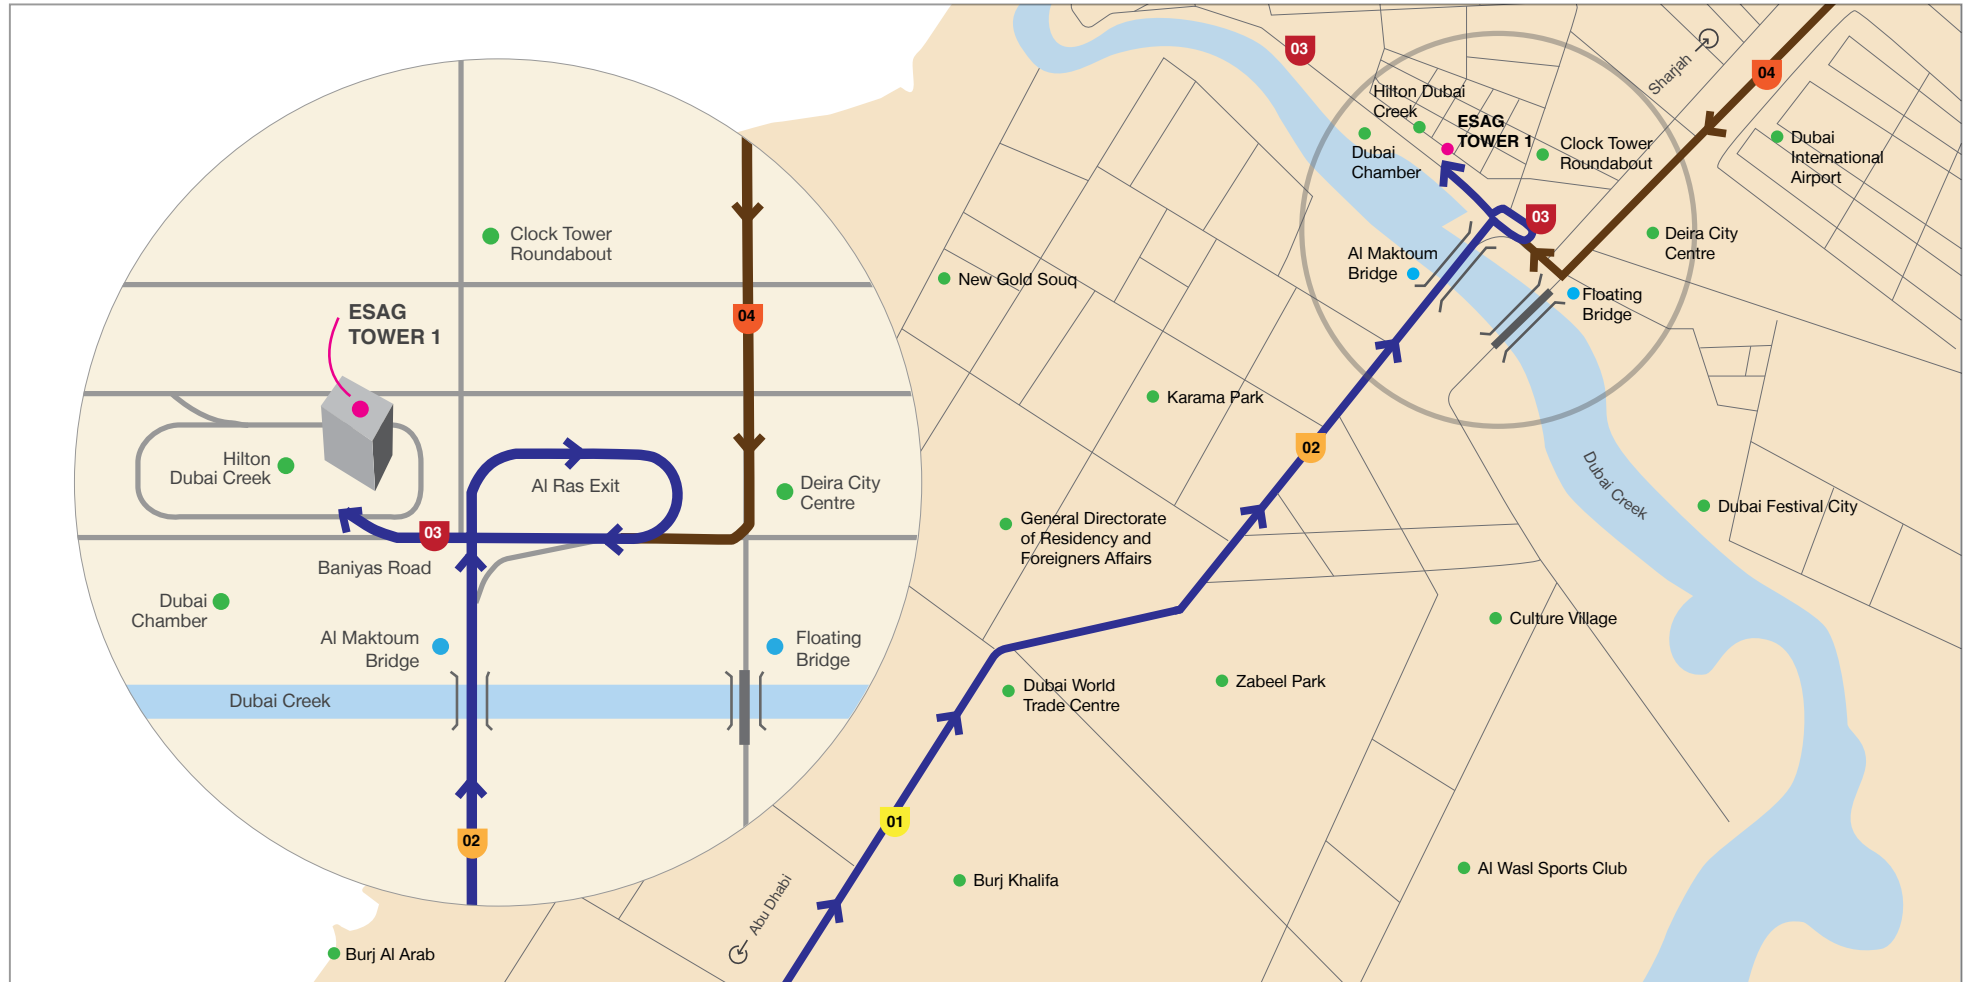 Clock Tower
Roundabout
ESAG
TOWER 1
04
Hilton
Dubai Creek
Al Ras Exit
Deira City
Centre
03
Baniyas Road
Dubai
Chamber
Al Maktoum
Bridge
Floating
Bridge
Dubai Creek
02
Burj Al Arab
03
Sharjah
04
Hilton Dubai
Creek
ESAG
TOWER 1
Dubai
Chamber
Clock Tower
Roundabout
Dubai
International
Airport
03
Deira City
Centre
Al Maktoum
Bridge
Floating
Bridge
New Gold Souq
Karama Park
02
Dubai Creek
Dubai Festival City
General Directorate
of Residency and
Foreigners Affairs
Culture Village
Dubai World
Trade Centre
Zabeel Park
01
Burj Khalifa
Al Wasl Sports Club
Abu Dhabi